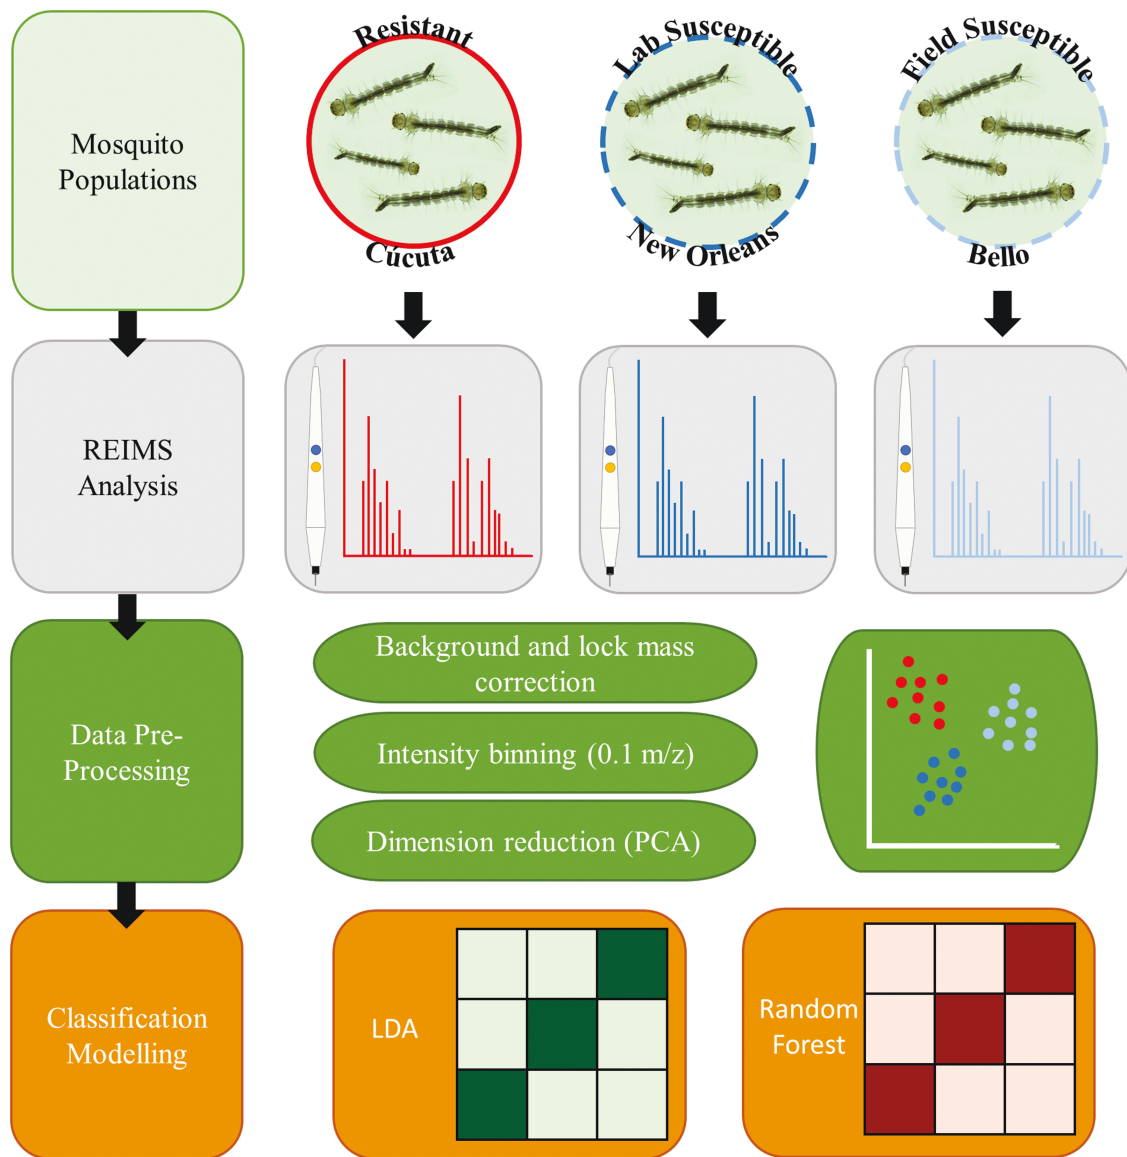 Mosquito
Populations
Resistant
Cúcuta
Lab Susceptible
New Orleans
Field Susceptible
Bello
REIMS
Analysis
Data Pre-
Processing
Background and lock mass
correction
Intensity binning (0.1 m/z)
Dimension reduction (PCA)
Classification
Modelling
LDA
Random
Forest